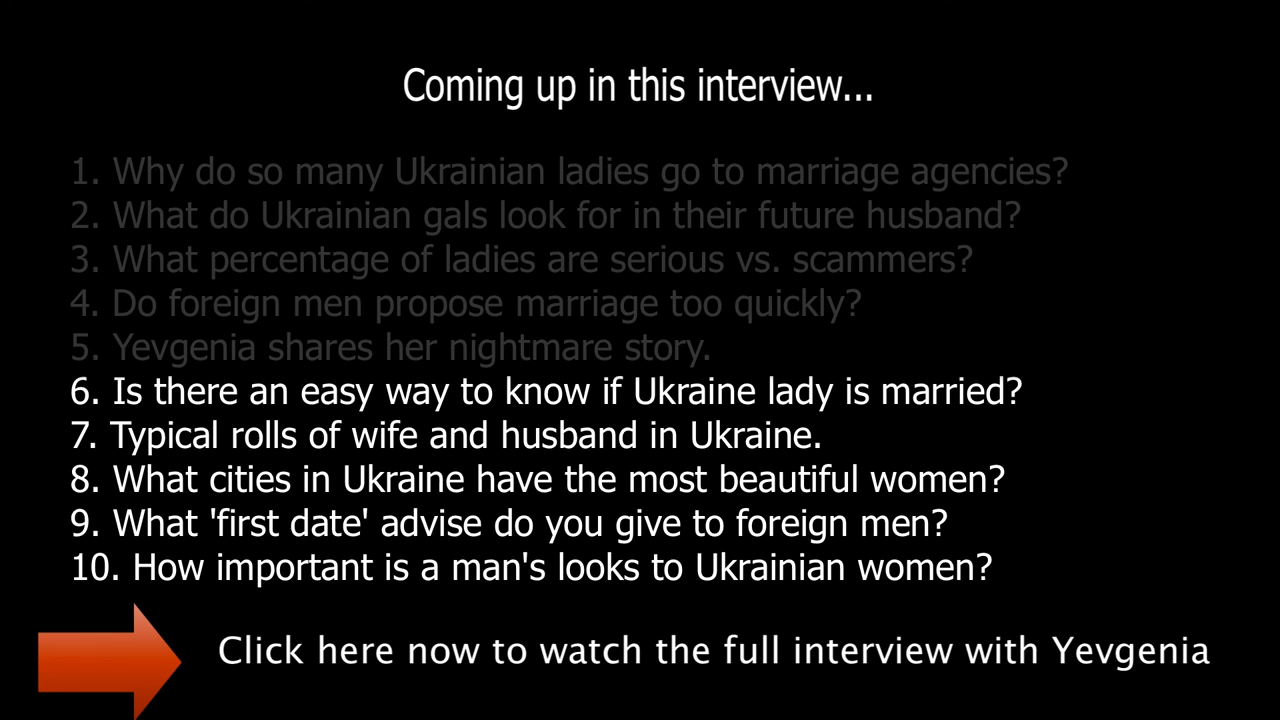 Coming up in this interview...
1. Why do so many Ukrainian ladies go to marriage agencies?
2. What do Ukrainian gals look for in their future husband?
3. What percentage of ladies are serious vs. scammers?
4. Do foreign men propose marriage too quickly?
5. Yevgenia shares her nightmare story.
6. Is there an easy way to know if Ukraine lady is married?
7. Typical rolls of wife and husband in Ukraine.
8. What cities in Ukraine have the most beautiful women?
9. What 'first date' advise do you give to foreign men?
10. How important is a man's looks to Ukrainian women?
Click here now to watch the full interview with Yevgenia